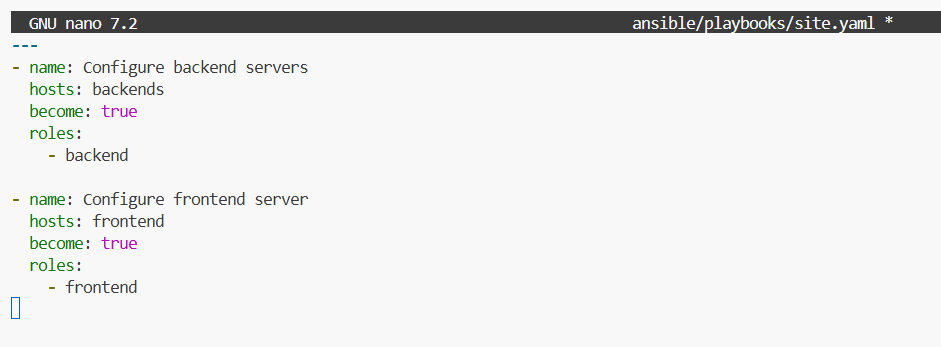 GNU nano 7.2 ansible/playbooks/site.yaml *
---
- name: Configure backend servers
  hosts: backends
  become: true
  roles:
    - backend

- name: Configure frontend server
  hosts: frontend
  become: true
  roles:
    - frontend